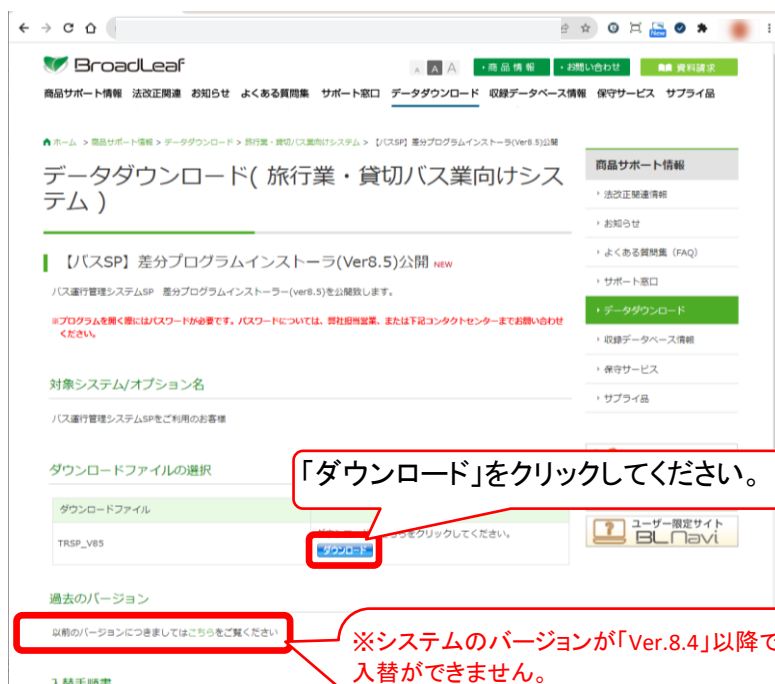 BroadLeaf
A A A ・商品情報 ・お問い合わせ 資料請求
商品サポート情報 法改正関連 お知らせ よくある質問集 サポート窓口 データダウンロード 収録データベース情報 保守サービス サプライ品
ホーム > 商品サポート情報 > データダウンロード > 旅行業・貸切バス業向けシステム > 【バスSP】差分プログラムインストーラ(Ver8.5)公開
データダウンロード( 旅行業・貸切バス業向けシス
テム )
【バスSP】差分プログラムインストーラ(Ver8.5)公開 NEW
バス運行管理システムSP 差分プログラムインストーラー(ver8.5)を公開致します。
※プログラムを開く際にはパスワードが必要です。パスワードについては、弊社担当営業、または下記コンタクトセンターまでお問い合わせ
ください。
対象システム/オプション名
バス運行管理システムSPをご利用のお客様
ダウンロードファイルの選択
「ダウンロード」をクリックしてください。
ダウンロードファイル
TRSP_V85
をクリックしてください。
ダウンロード
過去のバージョン
以前のバージョンにつきましてはこちらをご覧ください
※システムのバージョンが「Ver.8.4」以降で
入替ができません。
入替手順書
商品サポート情報
法改正関連情報
お知らせ
よくある質問集（FAQ）
サポート窓口
データダウンロード
収録データベース情報
保守サービス
サプライ品
ユーザー限定サイト
BLNavi
New